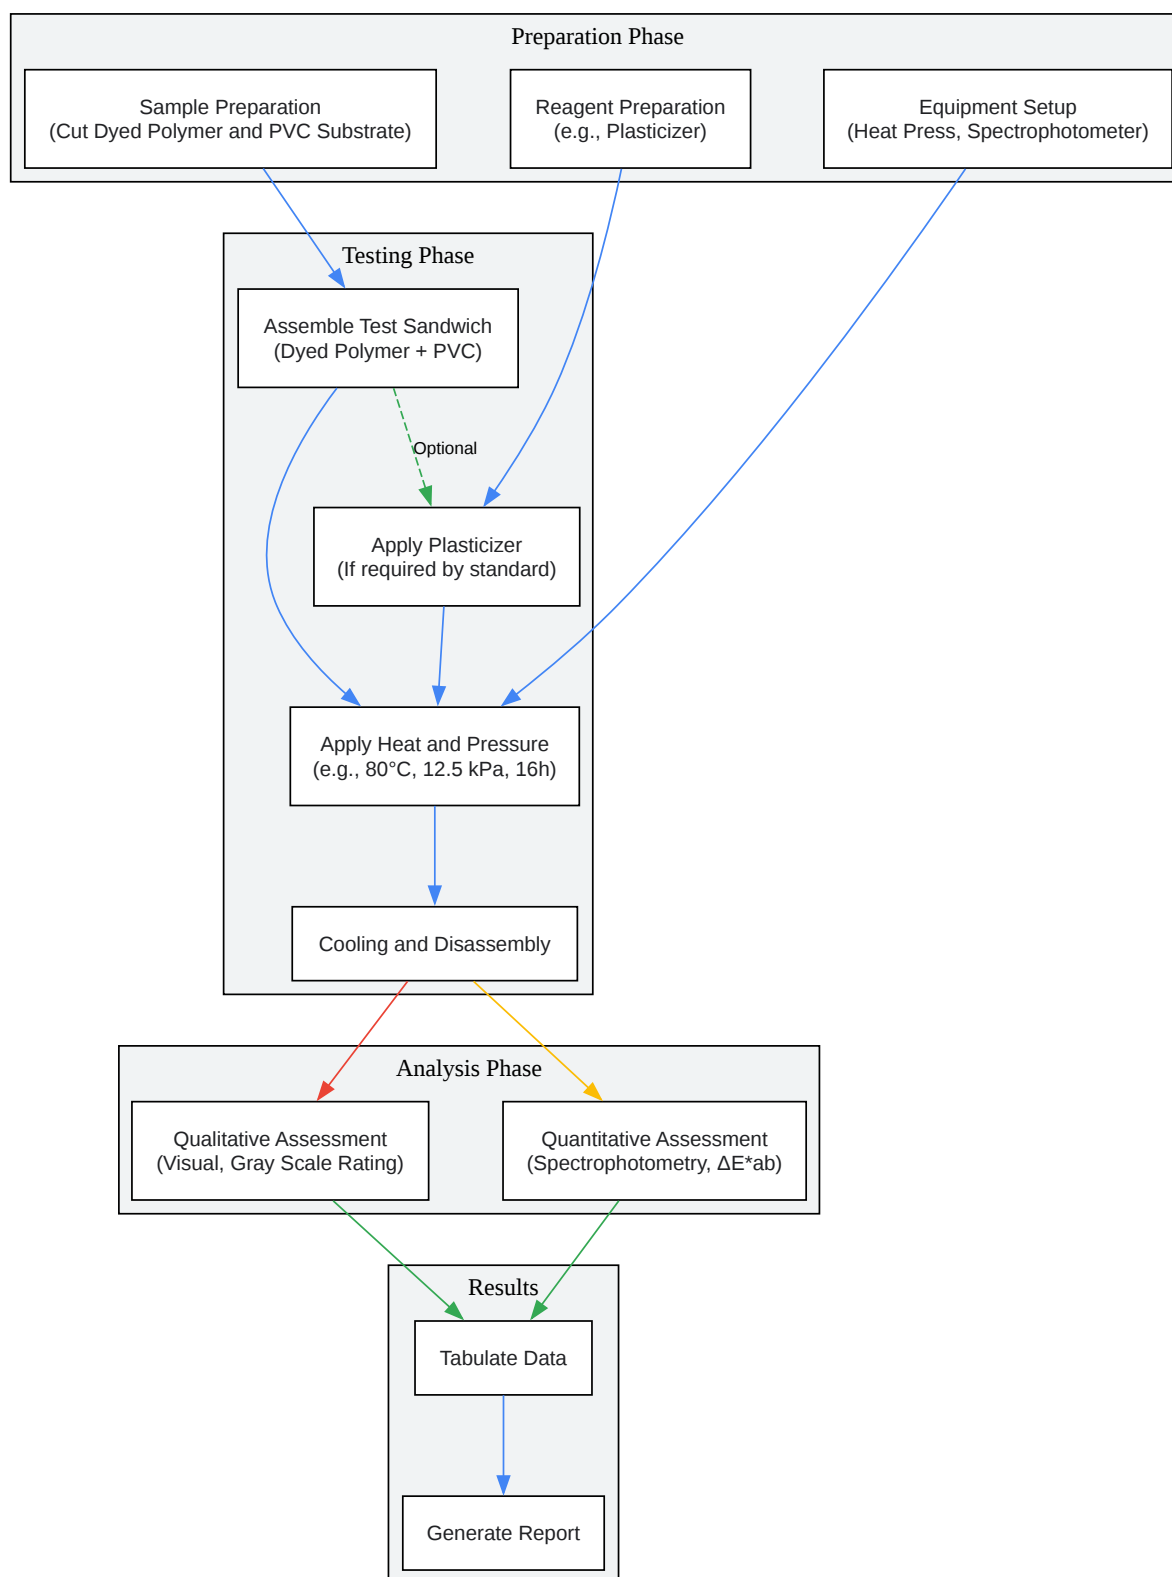 Preparation Phase
Sample Preparation
(Cut Dyed Polymer and PVC Substrate)
Reagent Preparation
(e.g., Plasticizer)
Equipment Setup
(Heat Press, Spectrophotometer)
Testing Phase
Assemble Test Sandwich
(Dyed Polymer + PVC)
Optional
Apply Plasticizer
(If required by standard)
Apply Heat and Pressure
(e.g., 80°C, 12.5 kPa, 16h)
Cooling and Disassembly
Analysis Phase
Qualitative Assessment
(Visual, Gray Scale Rating)
Quantitative Assessment
(Spectrophotometry, ΔE*ab)
Results
Tabulate Data
Generate Report